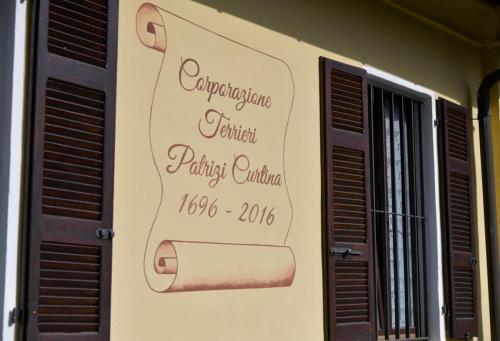 Corporazione
Terrieri
Patrizi Curtina
1696 - 2016